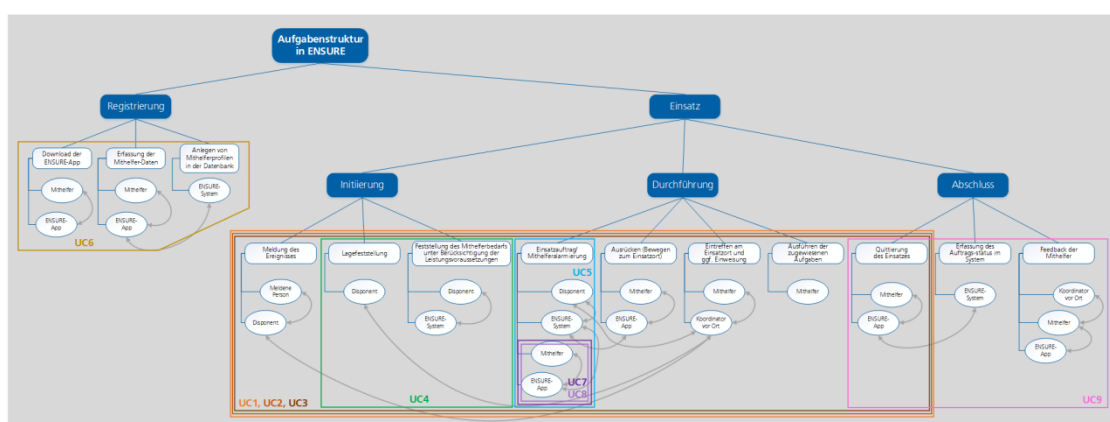 Aufgabenstruktur
in ENSURE
Registrierung
Einsatz
Download der
ENSURE-App
Erfassung der
Mithelfer-Daten
Anlegen von
Mithelferprofilen
in der Datenbank
Mithelfer
Mithelfer
ENSURE-
System
ENSURE-
App
ENSURE-
App
UC6
Initiierung
Durchführung
Abschluss
Meldung des
Ereignisses
Lagefeststellung
Feststellung des Mithelferbedarfs
unter Berücksichtigung der
Leistungsvoraussetzungen
Einsatzauftrag/
Mithelferalarmierung
Ausrücken (Bewegen
zum Einsatzort)
Eintreffen am
Einsatzort und
ggf. Einweisung
Ausführen der
zugewiesenen
Aufgaben
Quittierung
des Einsatzes
Erfassung des
Auftrags-status im
System
Feedback der
Mithelfer
UC5
Meldene
Person
Disponent
Disponent
Disponent
Mithelfer
Mithelfer
Mithelfer
Mithelfer
ENSURE-
System
Koordinator
vor Ort
Disponent
ENSURE-
System
ENSURE-
System
ENSURE-
App
Koordinator
vor Ort
ENSURE-
App
Mithelfer
Mithelfer
ENSURE-
App
ENSURE-
App
UC7
UC8
UC1, UC2, UC3
UC4
UC9